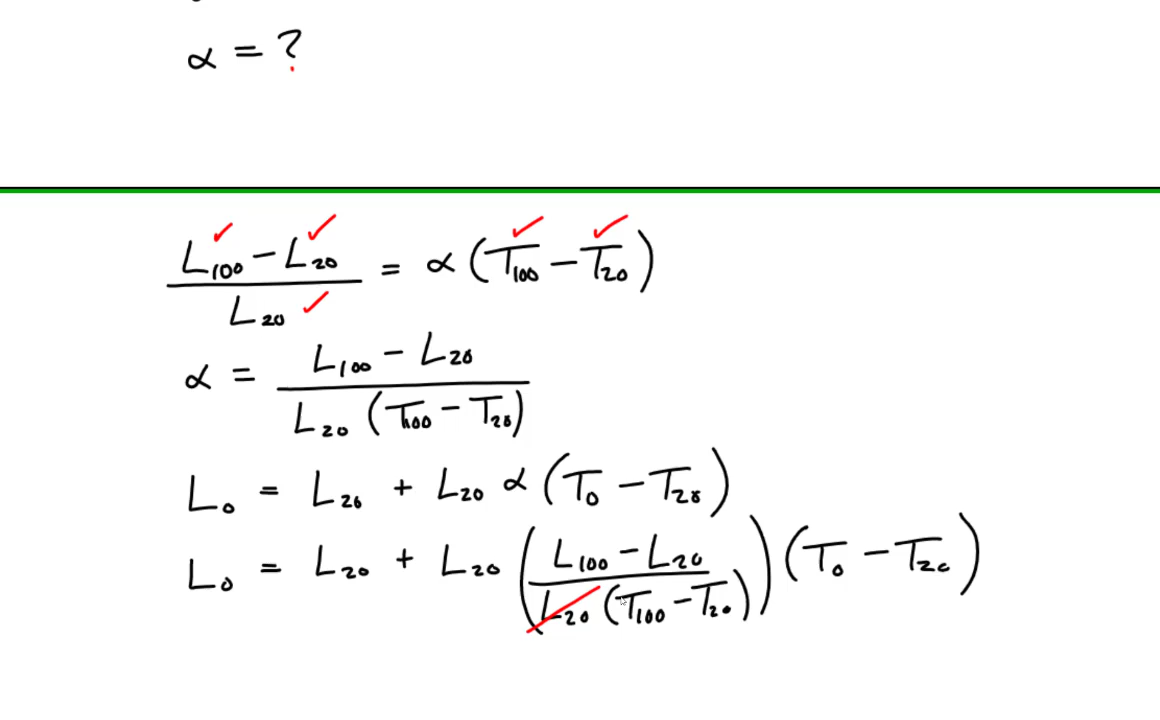 α = ?
(L₁₀₀ − L₂₀) / L₂₀ = α (T₁₀₀ − T₂₀)
α = (L₁₀₀ − L₂₀) / (L₂₀ (T₁₀₀ − T₂₀))
L₀ = L₂₀ + L₂₀ α (T₀ − T₂₀)
L₀ = L₂₀ + L₂₀ ((L₁₀₀ − L₂₀) / (L₂₀ (T₁₀₀ − T₂₀))) (T₀ − T₂₀)